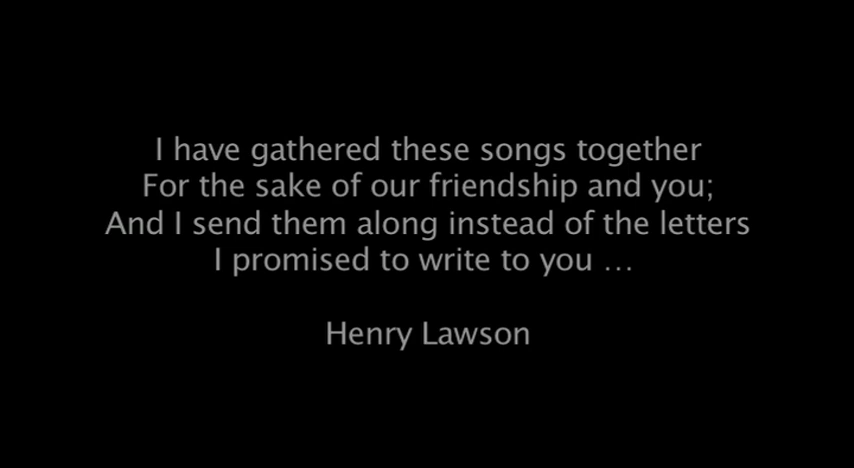 I have gathered these songs together
For the sake of our friendship and you;
And I send them along instead of the letters
I promised to write to you …
Henry Lawson